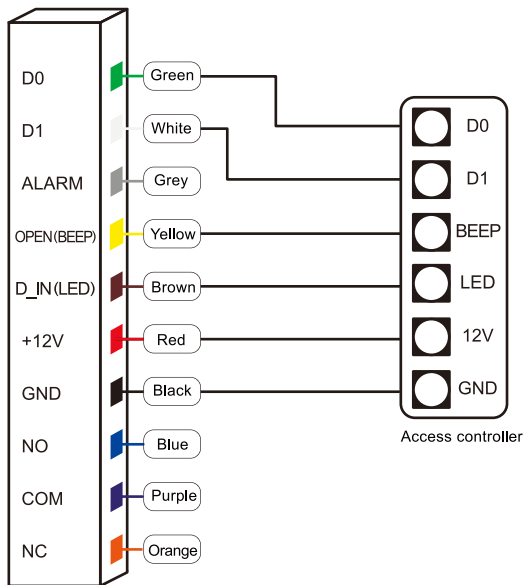 D0
Green
D1
White
ALARM
Grey
OPEN(BEEP)
Yellow
D_IN(LED)
Brown
+12V
Red
GND
Black
NO
Blue
COM
Purple
NC
Orange
D0
D1
BEEP
LED
12V
GND
Access controller